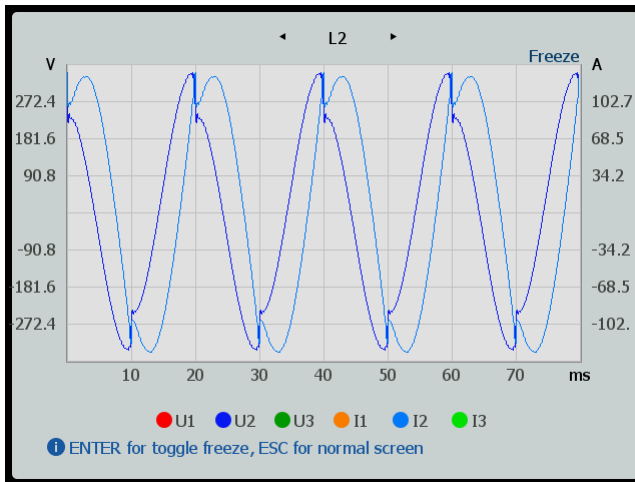 ◄ L2 ►
Freeze
V A
272.4 102.7
181.6 68.5
90.8 34.2
-90.8 -34.2
-181.6 -68.5
-272.4 -102.
10 20 30 40 50 60 70 ms
U1 U2 U3 I1 I2 I3
ENTER for toggle freeze, ESC for normal screen